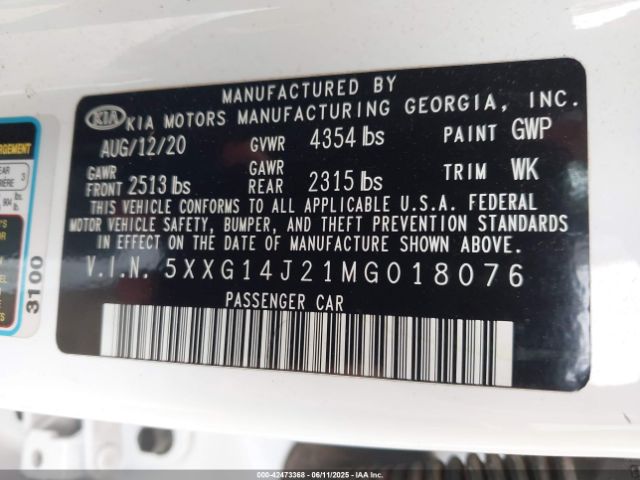 MANUFACTURED BY
KIA KIA MOTORS MANUFACTURING GEORGIA, INC.
AUG/12/20 GVWR 4354 lbs PAINT GWP
GAWR FRONT 2513 lbs GAWR REAR 2315 lbs TRIM WK
THIS VEHICLE CONFORMS TO ALL APPLICABLE U.S.A. FEDERAL
MOTOR VEHICLE SAFETY, BUMPER, AND THEFT PREVENTION STANDARDS
IN EFFECT ON THE DATE OF MANUFACTURE SHOWN ABOVE.
V.I.N. 5XXG14J21MG018076
PASSENGER CAR
3
904
lbs.
3100
000-42473368 - 06/11/2025 - IAA Inc.